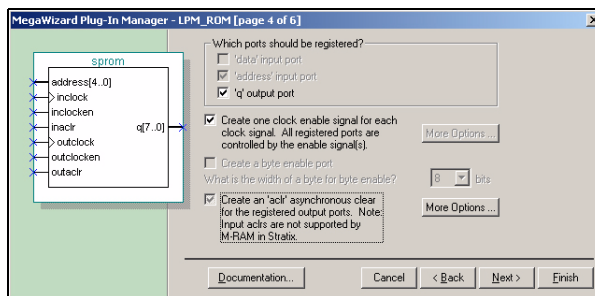 MegaWizard Plug-In Manager - LPM_ROM [page 4 of 6]
sprom
address[4..0]
inclock
inclocken
inaclr
q[7..0]
outclock
outclocken
outaclr
Which ports should be registered?
'data' input port
'address' input port
'q' output port
Create one clock enable signal for each
clock signal. All registered ports are
controlled by the enable signal(s).
More Options ...
Create a byte enable port
What is the width of a byte for byte enable?
8
bits
Create an 'aclr' asynchronous clear
for the registered output ports. Note:
Input aclrs are not supported by
M-RAM in Stratix.
More Options ...
Documentation...
Cancel
< Back
Next >
Finish